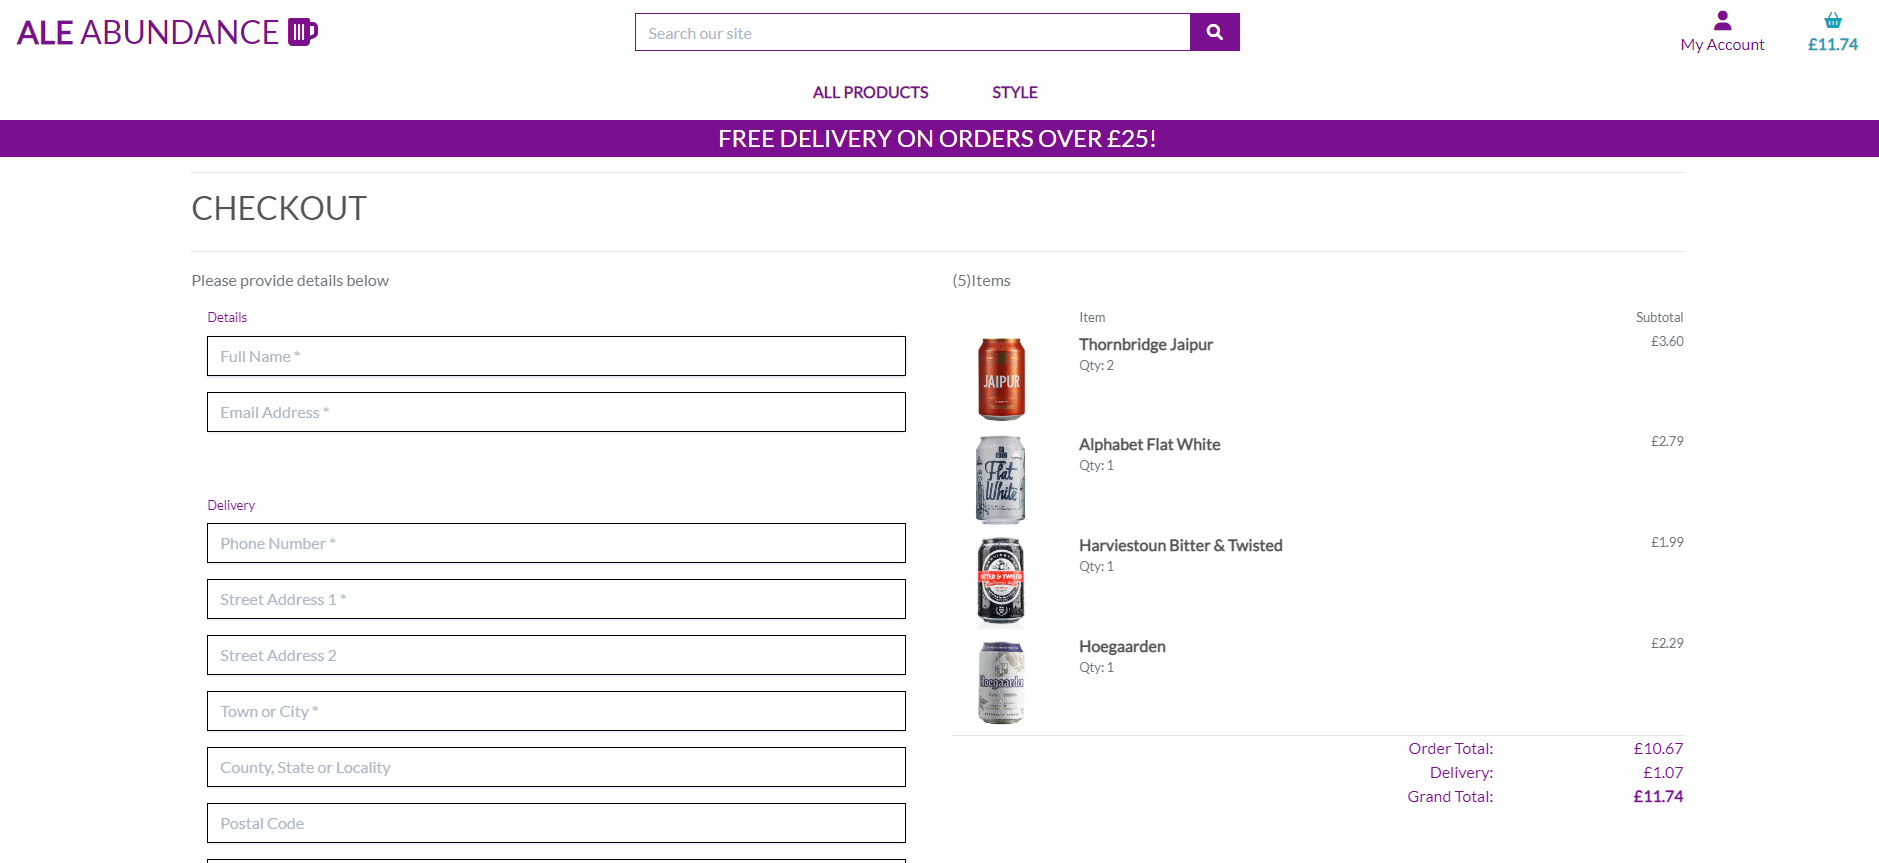 ALE ABUNDANCE
Search our site
My Account
£11.74
ALL PRODUCTS
STYLE
FREE DELIVERY ON ORDERS OVER £25!
CHECKOUT
Please provide details below
Details
Full Name *
Email Address *
Delivery
Phone Number *
Street Address 1 *
Street Address 2
Town or City *
County, State or Locality
Postal Code
(5)Items
Item
Subtotal
JAIPUR
Thornbridge Jaipur
£3.60
Qty: 2
Flat
White
Alphabet Flat White
£2.79
Qty: 1
BITTER & TWISTED
Harviestoun Bitter & Twisted
£1.99
Qty: 1
Hoegaarden
Hoegaarden
£2.29
Qty: 1
Order Total: £10.67
Delivery: £1.07
Grand Total: £11.74